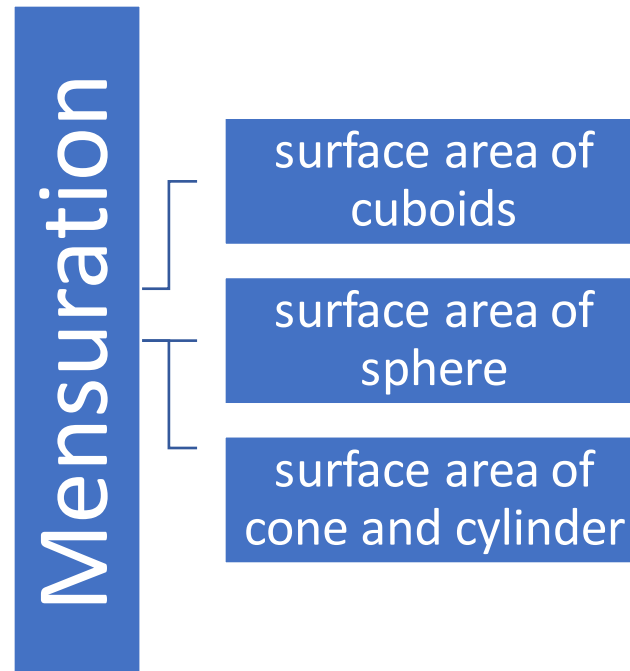 Mensuration
surface area of
cuboids
surface area of
sphere
surface area of
cone and cylinder